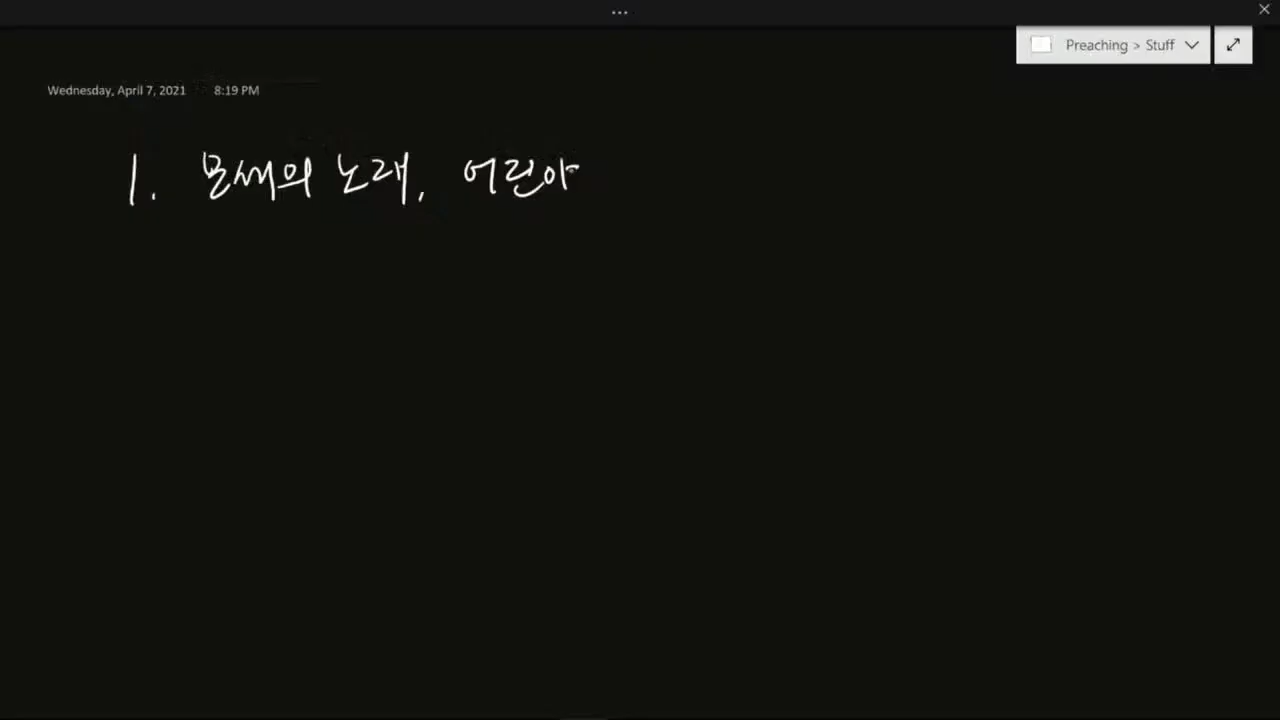 Preaching > Stuff
Wednesday, April 7, 2021 8:19 PM
1. 모세의 노래, 어린아